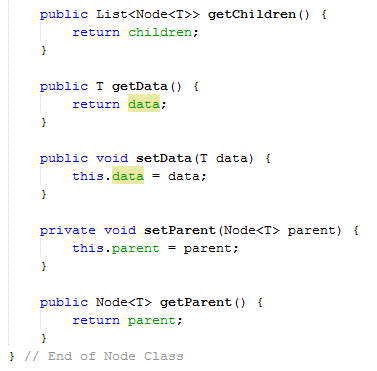 public List<Node<T>> getChildren() {
return children;
}
public T getData() {
return data;
}
public void setData(T data) {
this.data = data;
}
private void setParent(Node<T> parent) {
this.parent = parent;
}
public Node<T> getParent() {
return parent;
}
} // End of Node Class